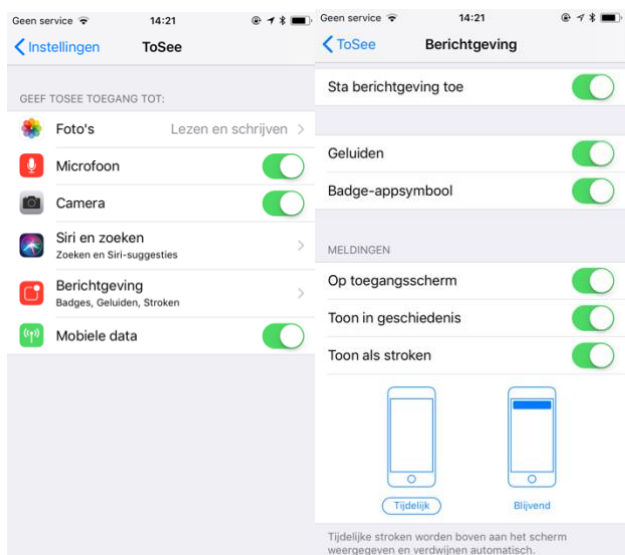 Geen service 14:21
Instellingen ToSee
GEEF TOSEE TOEGANG TOT:
Foto's Lezen en schrijven
Microfoon
Camera
Siri en zoeken
Zoeken en Siri-suggesties
Berichtgeving
Badges, Geluiden, Stroken
Mobiele data
Geen service 14:21
ToSee Berichtgeving
Sta berichtgeving toe
Geluiden
Badge-appsymbool
MELDINGEN
Op toegangsscherm
Toon in geschiedenis
Toon als stroken
Tijdelijk Blijvend
Tijdelijke stroken worden boven aan het scherm
weergegeven en verdwijnen automatisch.